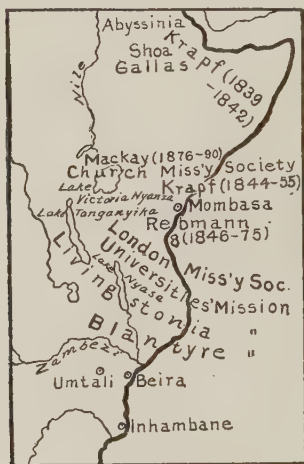 Abyssinia
Krapf (1839
-1842)
Shoa
Gallas
Nile
Mackay (1876-90)
Church Miss'y Society
Lake
Victoria Nyanza
Krapf (1844-55)
Mombasa
Lake Tanganyika
Rebmann
(1846-75)
London Miss'y Soc.
Universities' Mission
Lake Nyasa
Livingstonia "
Blantyre "
Zambezi
Umtali
Beira
Inhambane